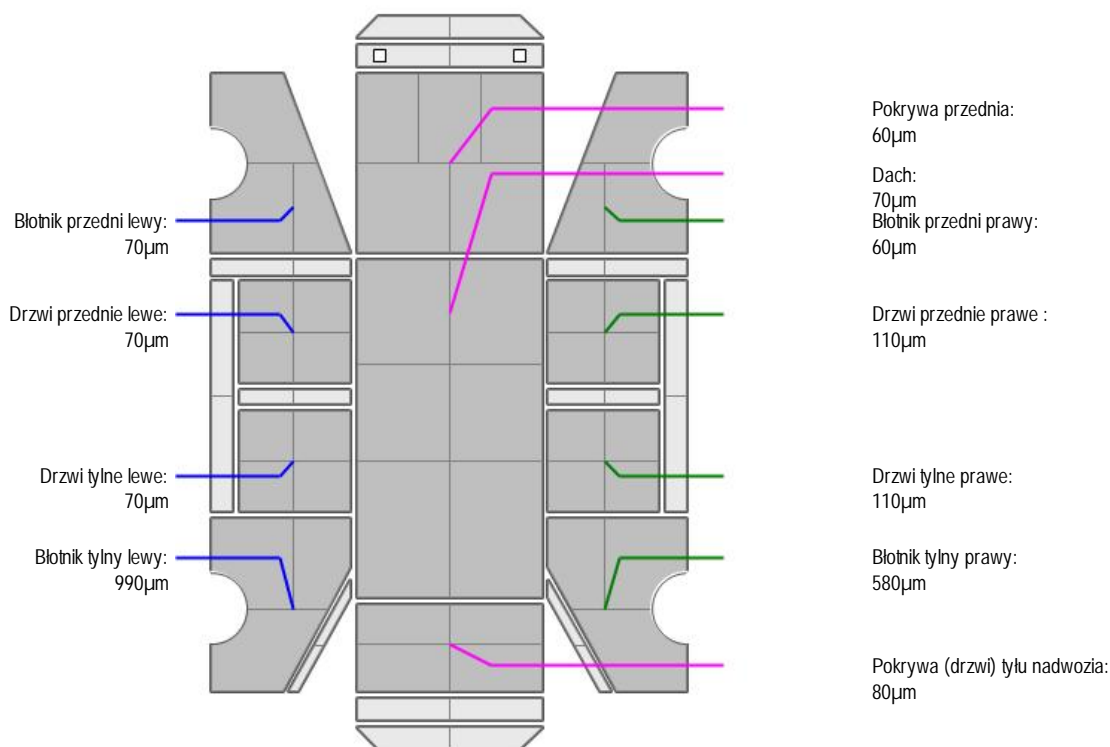 Pokrywa przednia:
60µm
Dach:
70µm
Błotnik przedni lewy:
70µm
Błotnik przedni prawy:
60µm
Drzwi przednie lewe:
70µm
Drzwi przednie prawe :
110µm
Drzwi tylne lewe:
70µm
Drzwi tylne prawe:
110µm
Błotnik tylny lewy:
990µm
Błotnik tylny prawy:
580µm
Pokrywa (drzwi) tyłu nadwozia:
80µm